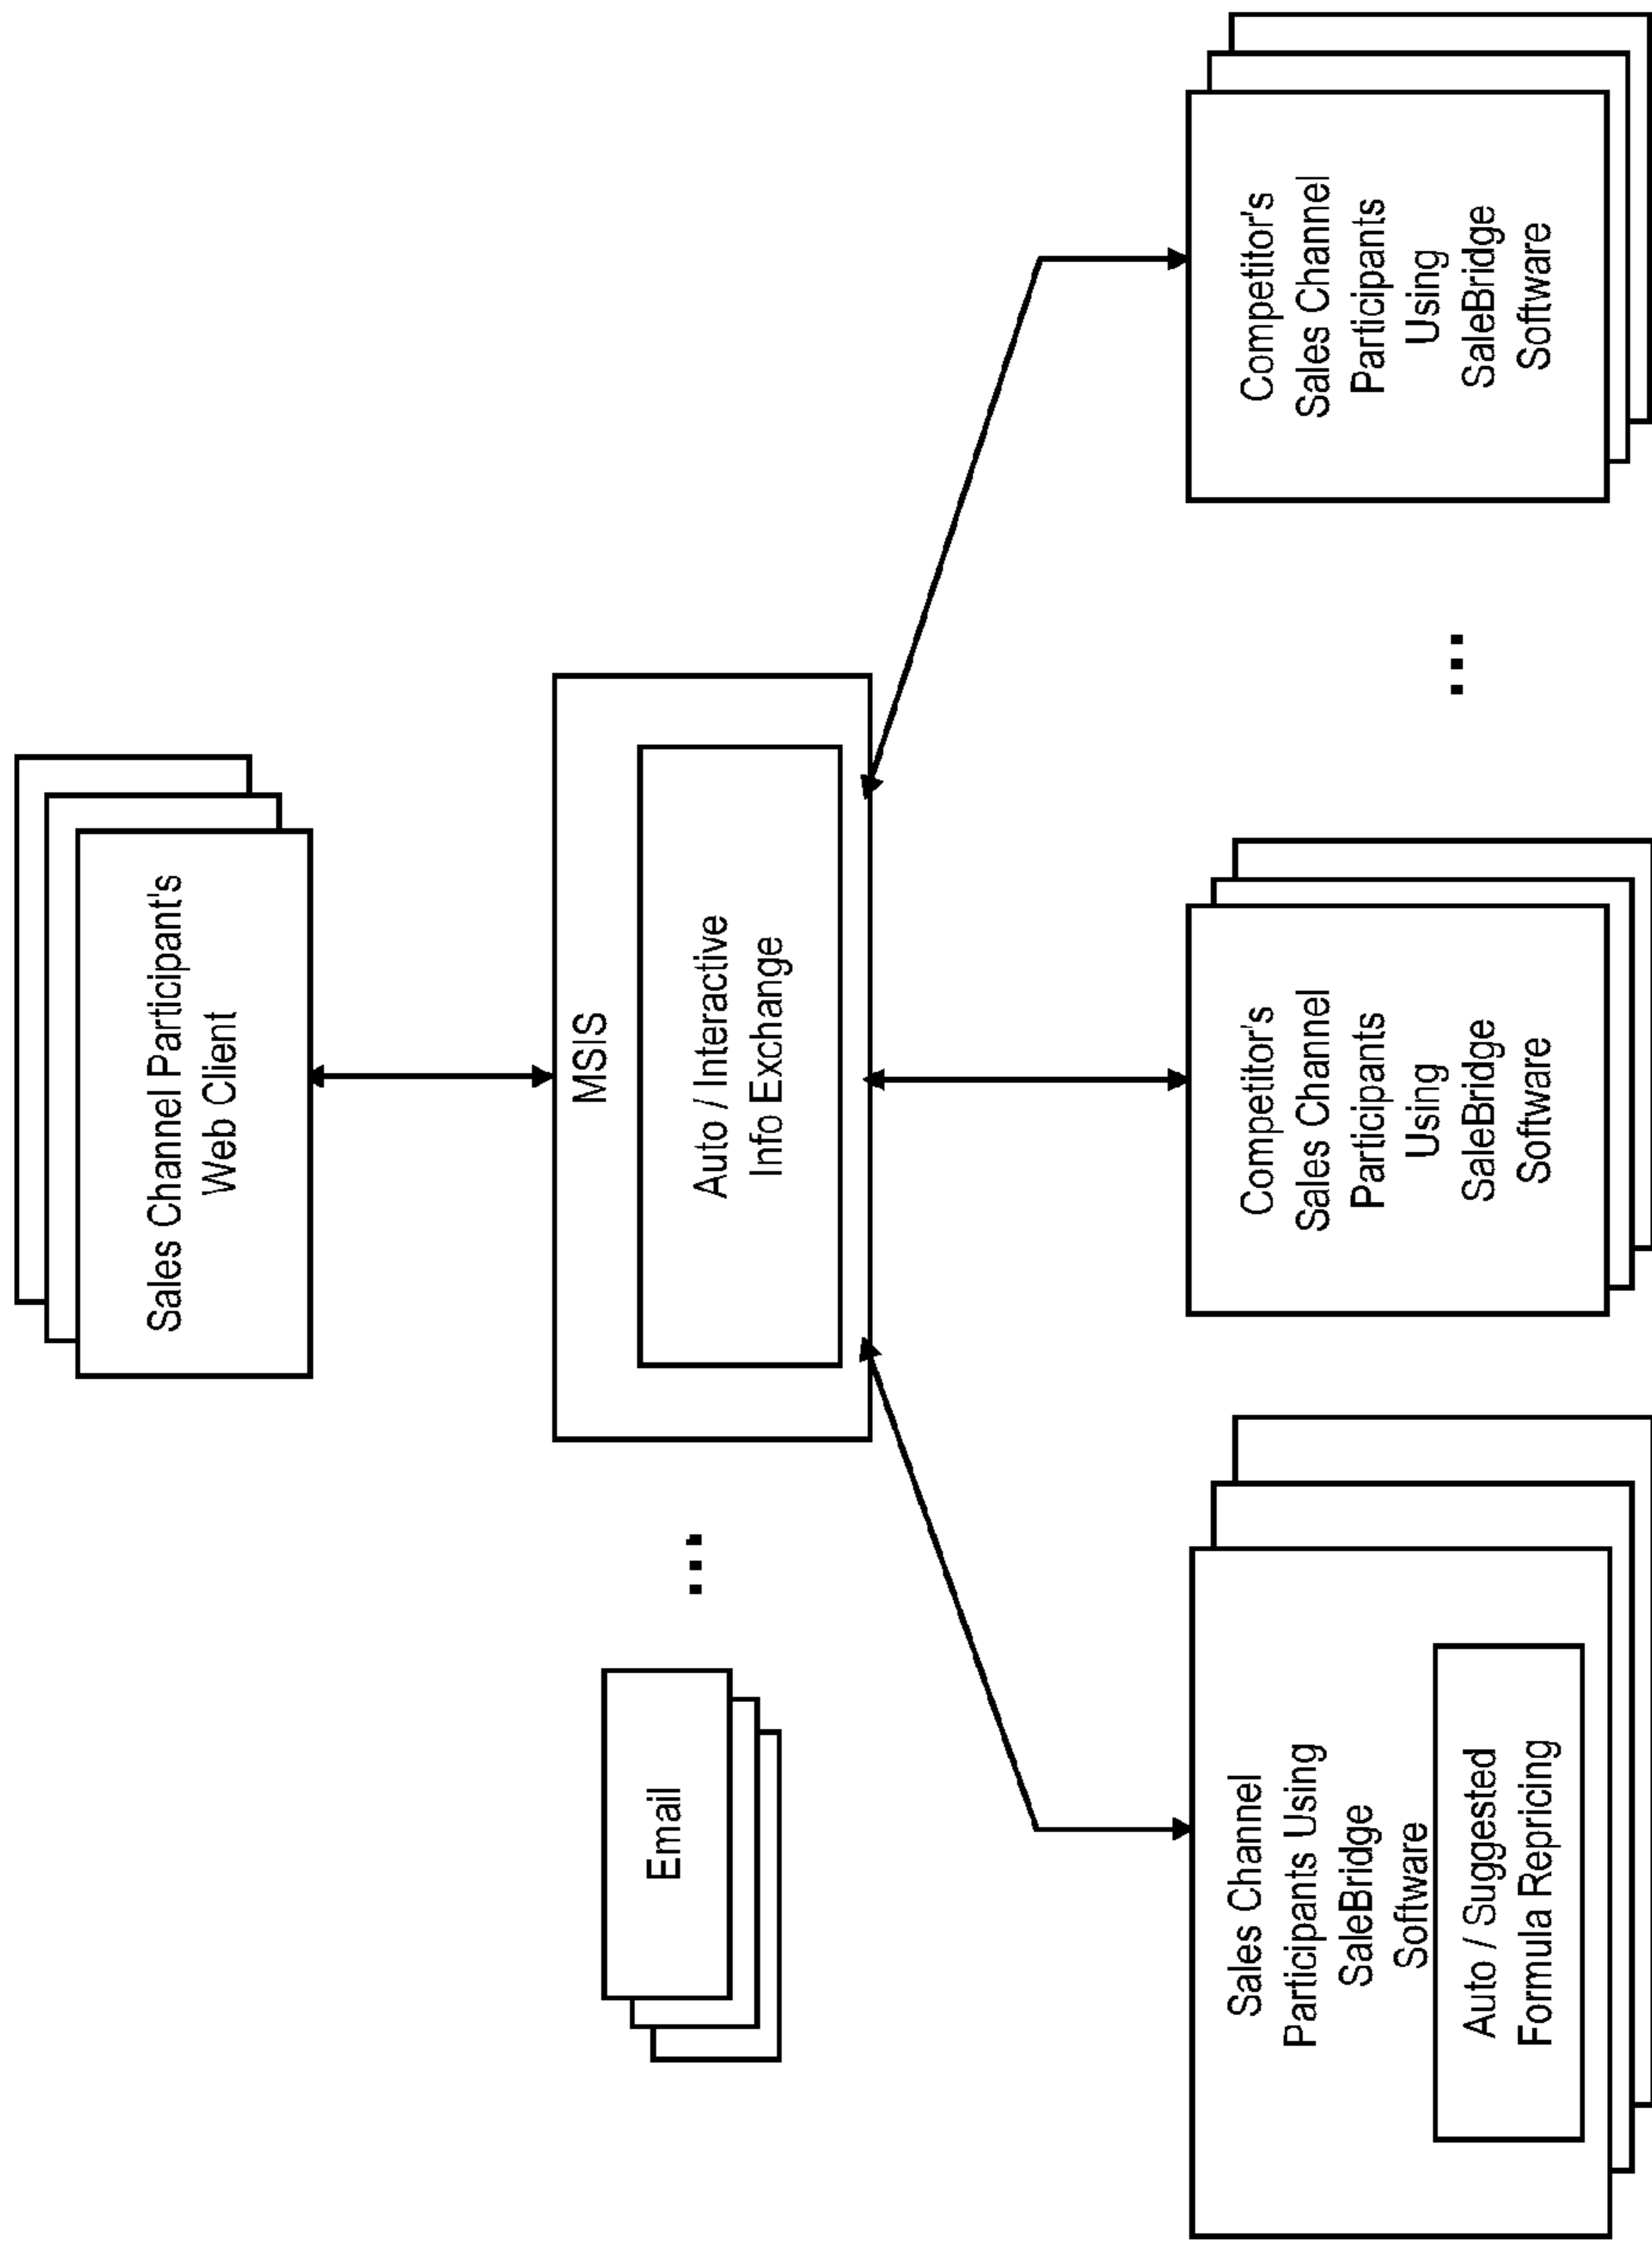 Sales Channel Participant's
Web Client
Email
...
MSIS
Auto / Interactive
Info Exchange
Sales Channel
Participants Using
SaleBridge
Software
Auto / Suggested
Formula Repricing
Competitor's
Sales Channel
Participants
Using
SaleBridge
Software
...
Competitor's
Sales Channel
Participants
Using
SaleBridge
Software